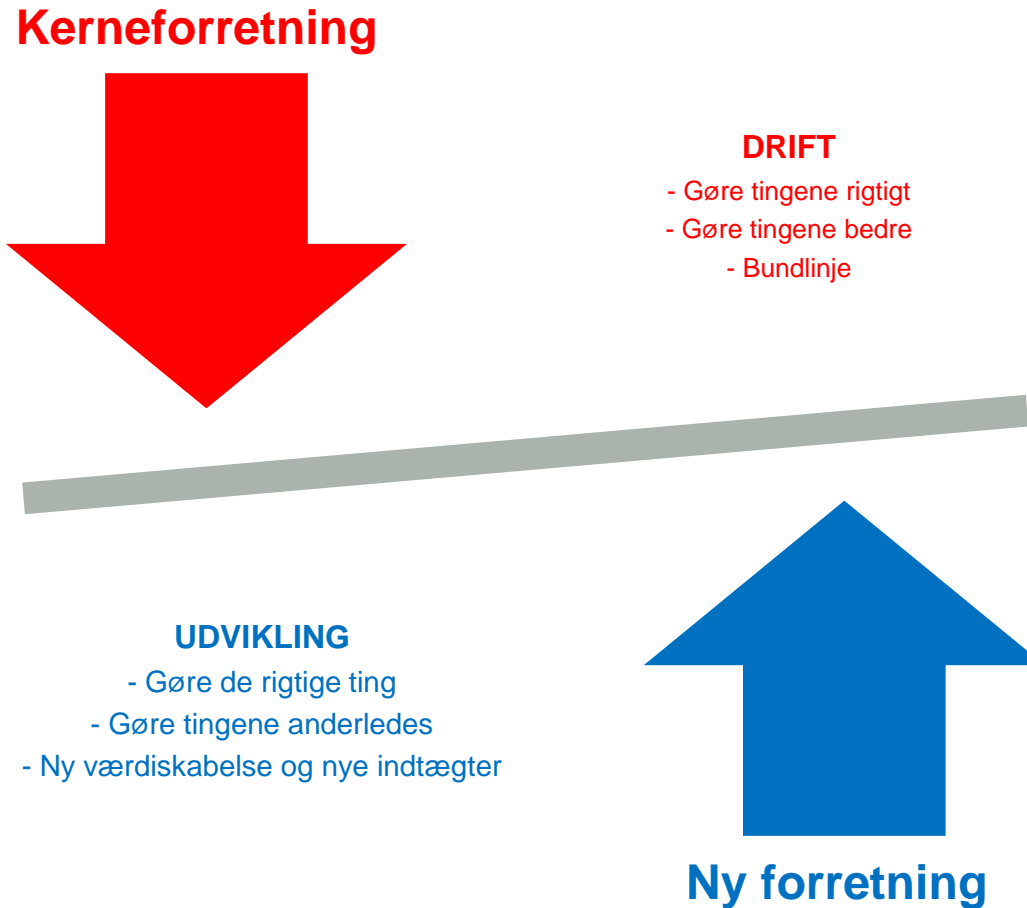 Kerneforretning
DRIFT
- Gøre tingene rigtigt
- Gøre tingene bedre
- Bundlinje
UDVIKLING
- Gøre de rigtige ting
- Gøre tingene anderledes
- Ny værdiskabelse og nye indtægter
Ny forretning